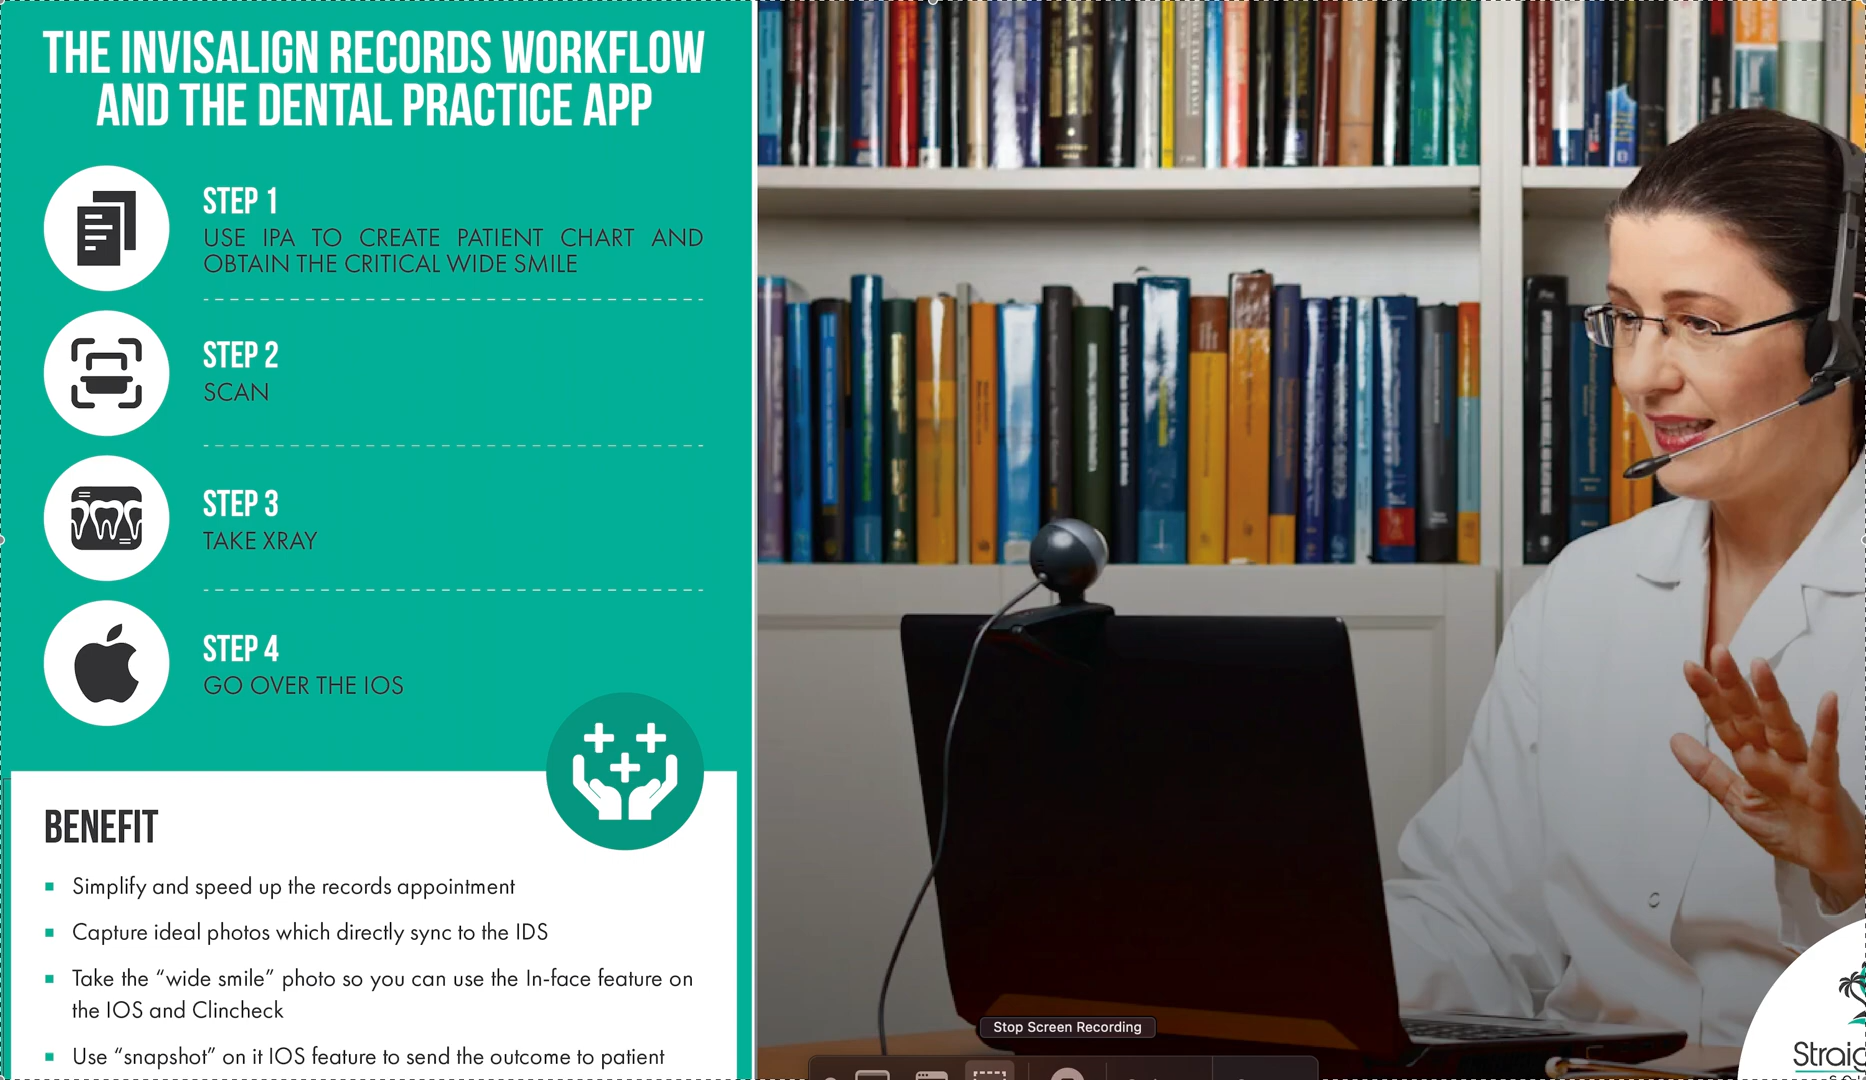 THE INVISALIGN RECORDS WORKFLOW
AND THE DENTAL PRACTICE APP
STEP 1
USE IPA TO CREATE PATIENT CHART AND
OBTAIN THE CRITICAL WIDE SMILE
STEP 2
SCAN
STEP 3
TAKE XRAY
STEP 4
GO OVER THE IOS
BENEFIT
Simplify and speed up the records appointment
Capture ideal photos which directly sync to the IDS
Take the “wide smile” photo so you can use the In-face feature on
the IOS and Clincheck
Use “snapshot” on it IOS feature to send the outcome to patient
Stop Screen Recording